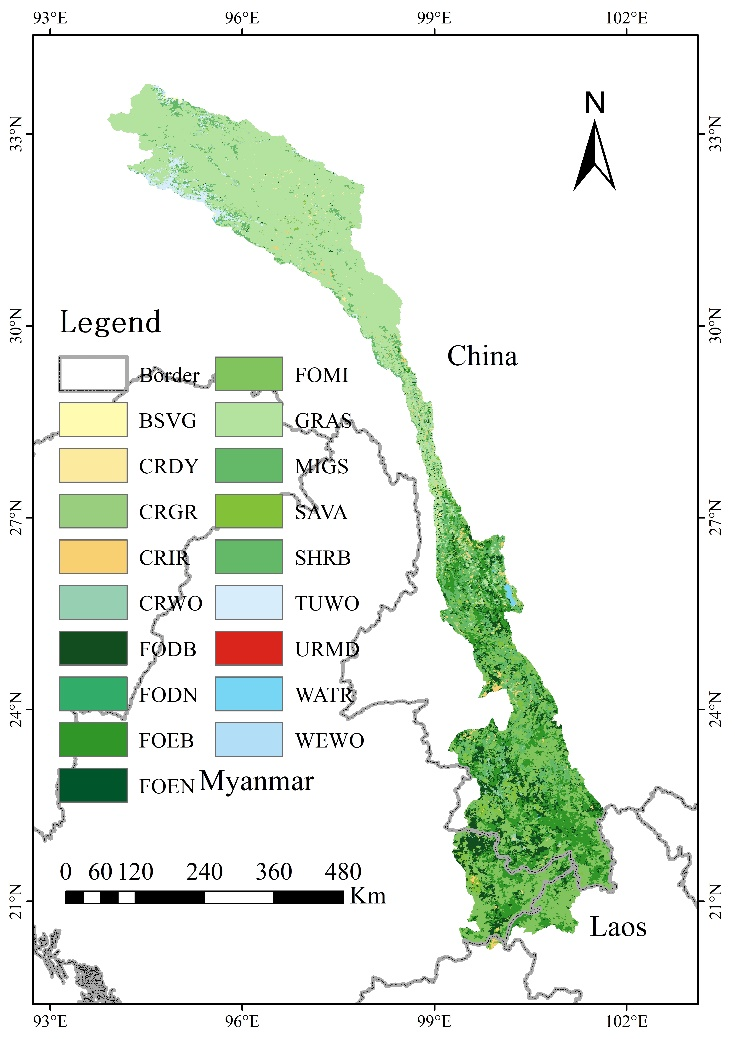 93°E 96°E 99°E 102°E
N
33°N 33°N
30°N 30°N
Legend
China
Border FOMI
BSVG GRAS
CRDY MIGS
27°N 27°N
CRGR SAVA
CRIR SHRB
CRWO TUWO
FODB URMD
FODN WATR
24°N 24°N
FOEB WEWO
FOEN Myanmar
0 60 120 240 360 480
Km
21°N 21°N
Laos
93°E 96°E 99°E 102°E